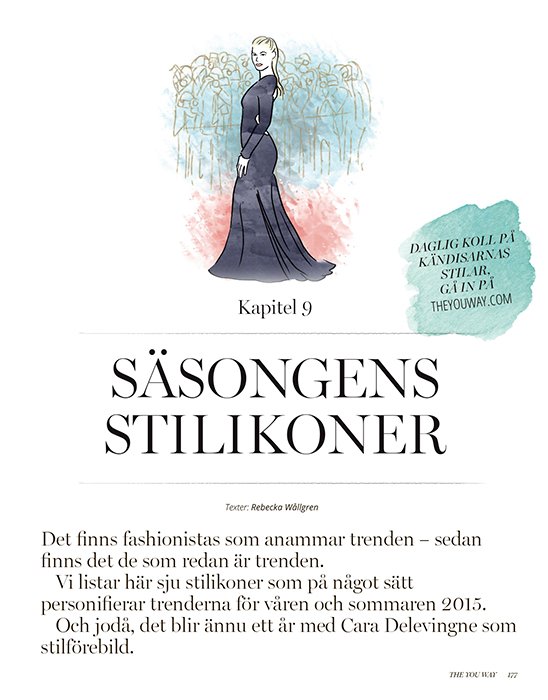 DAGLIG KOLL PÅ
KÄNDISARNAS
STILAR,
GÅ IN PÅ
THEYOUWAY.COM
Kapitel 9
SÄSONGENS
STILIKONER
Texter: Rebecka Wållgren
Det finns fashionistas som anammar trenden – sedan
finns det de som redan är trenden.
Vi listar här sju stilikoner som på något sätt
personifierar trenderna för våren och sommaren 2015.
Och jodå, det blir ännu ett år med Cara Delevingne som
stilförebild.
THE YOU WAY 177